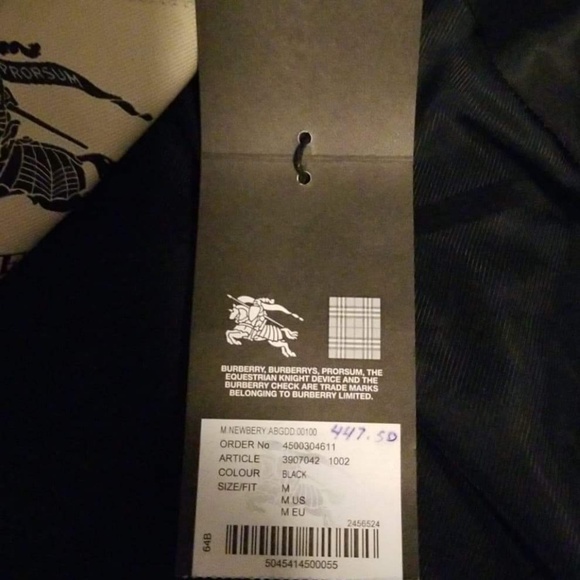 PRORSUM
BURBERRY, BURBERRYS, PRORSUM, THE
EQUESTRIAN KNIGHT DEVICE AND THE
BURBERRY CHECK ARE TRADE MARKS
BELONGING TO BURBERRY LIMITED.
M.NEWBERY:ABGDD:00100 447.50
ORDER No 4500304611
ARTICLE 3907042 1002
COLOUR BLACK
SIZE/FIT M
M US
M EU
2456524
64B
5045414500055